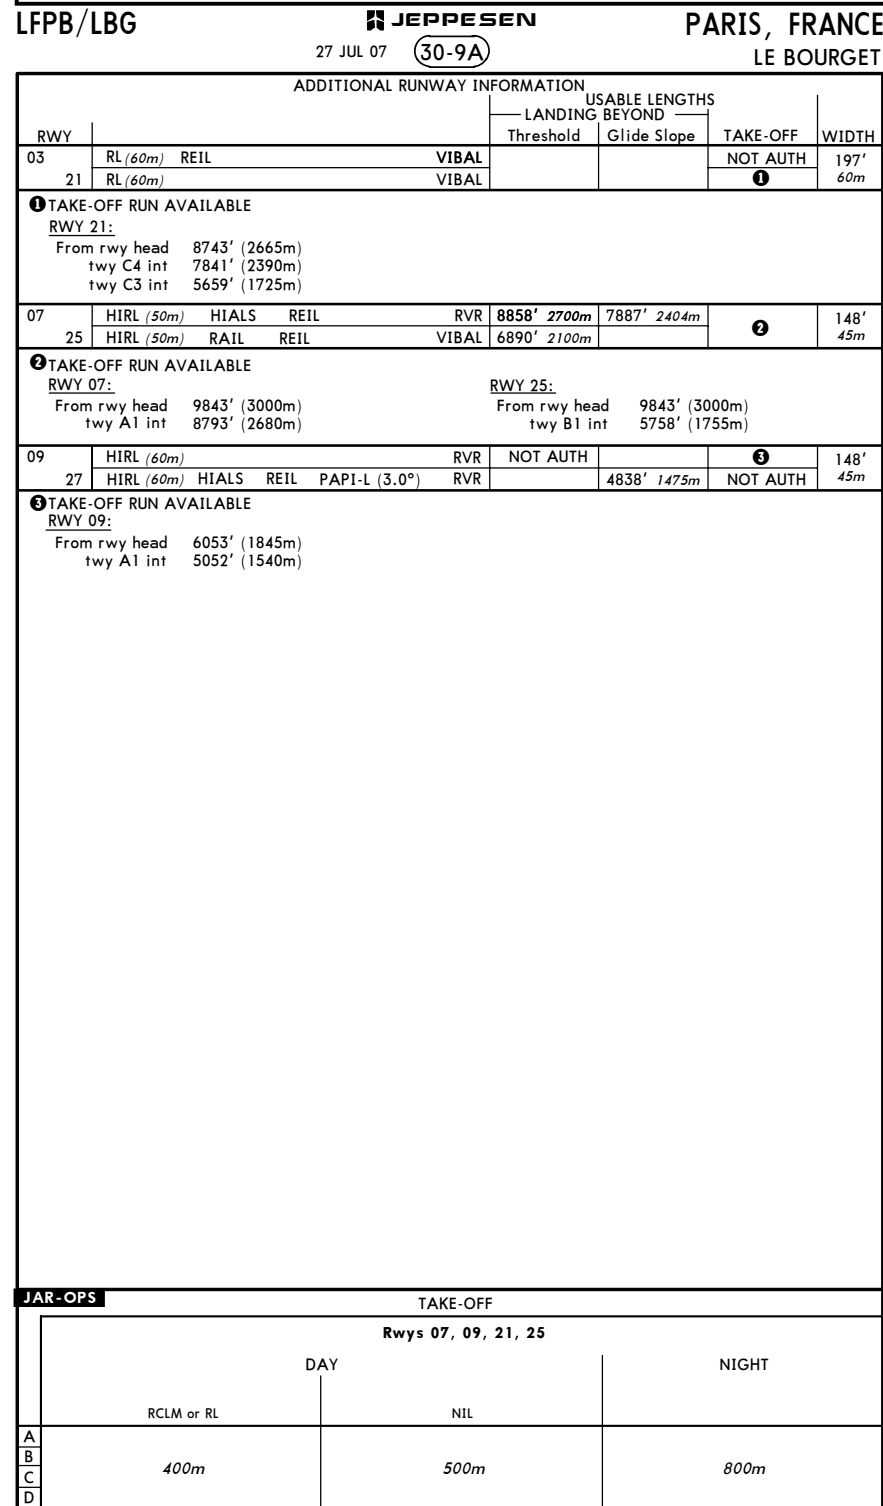 LFPB/LBG JEPPESEN PARIS, FRANCE
27 JUL 07 30-9A LE BOURGET
ADDITIONAL RUNWAY INFORMATION
USABLE LENGTHS
LANDING BEYOND
RWY Threshold Glide Slope TAKE-OFF WIDTH
03 RL (60m) REIL VIBAL NOT AUTH 197'
21 RL (60m) VIBAL ❶ 60m
❶ TAKE-OFF RUN AVAILABLE
RWY 21:
From rwy head 8743' (2665m)
twy C4 int 7841' (2390m)
twy C3 int 5659' (1725m)
07 HIRL (50m) HIALS REIL RVR 8858' 2700m 7887' 2404m ❷ 148'
25 HIRL (50m) RAIL REIL VIBAL 6890' 2100m 45m
❷ TAKE-OFF RUN AVAILABLE
RWY 07: RWY 25:
From rwy head 9843' (3000m) From rwy head 9843' (3000m)
twy A1 int 8793' (2680m) twy B1 int 5758' (1755m)
09 HIRL (60m) RVR NOT AUTH ❸ 148'
27 HIRL (60m) HIALS REIL PAPI-L (3.0°) RVR 4838' 1475m NOT AUTH 45m
❸ TAKE-OFF RUN AVAILABLE
RWY 09:
From rwy head 6053' (1845m)
twy A1 int 5052' (1540m)
JAR-OPS TAKE-OFF
Rwys 07, 09, 21, 25
DAY NIGHT
RCLM or RL NIL
A
B
C 400m 500m 800m
D